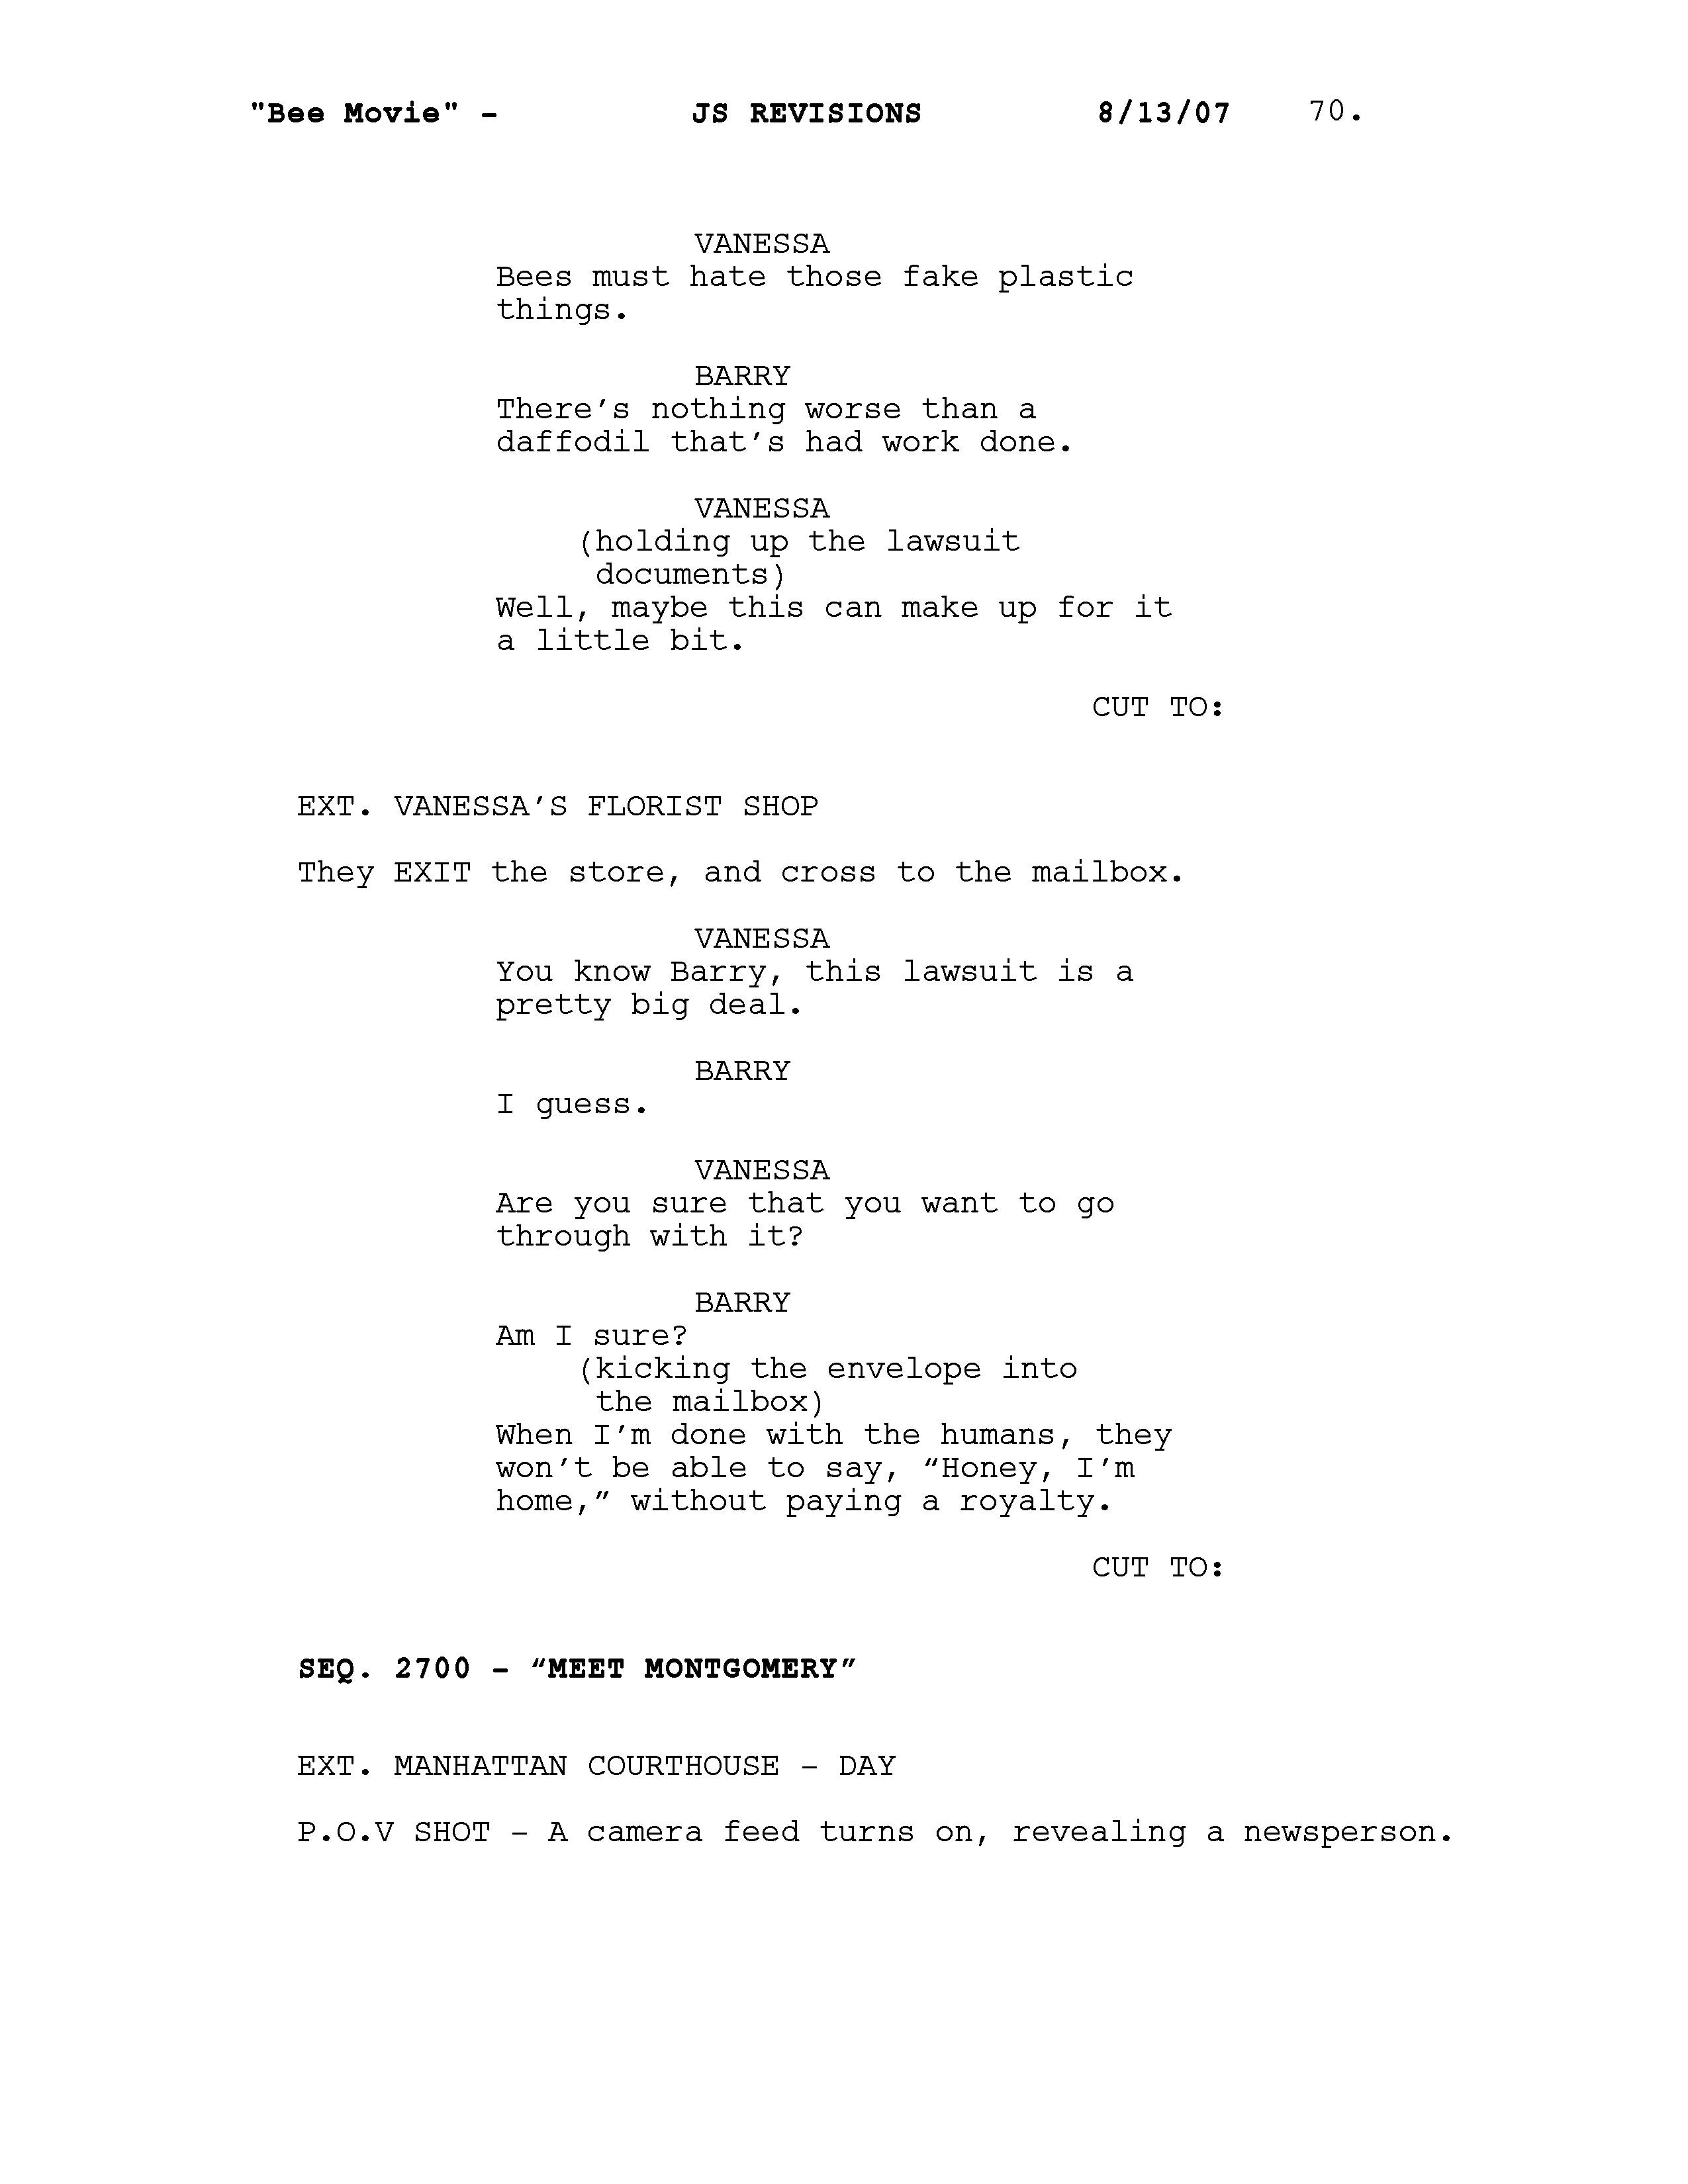 "Bee Movie" - JS REVISIONS 8/13/07 70.
VANESSA
Bees must hate those fake plastic
things.
BARRY
There’s nothing worse than a
daffodil that’s had work done.
VANESSA
(holding up the lawsuit
documents)
Well, maybe this can make up for it
a little bit.
CUT TO:
EXT. VANESSA’S FLORIST SHOP
They EXIT the store, and cross to the mailbox.
VANESSA
You know Barry, this lawsuit is a
pretty big deal.
BARRY
I guess.
VANESSA
Are you sure that you want to go
through with it?
BARRY
Am I sure?
(kicking the envelope into
the mailbox)
When I’m done with the humans, they
won’t be able to say, “Honey, I’m
home,” without paying a royalty.
CUT TO:
SEQ. 2700 - “MEET MONTGOMERY”
EXT. MANHATTAN COURTHOUSE - DAY
P.O.V SHOT - A camera feed turns on, revealing a newsperson.